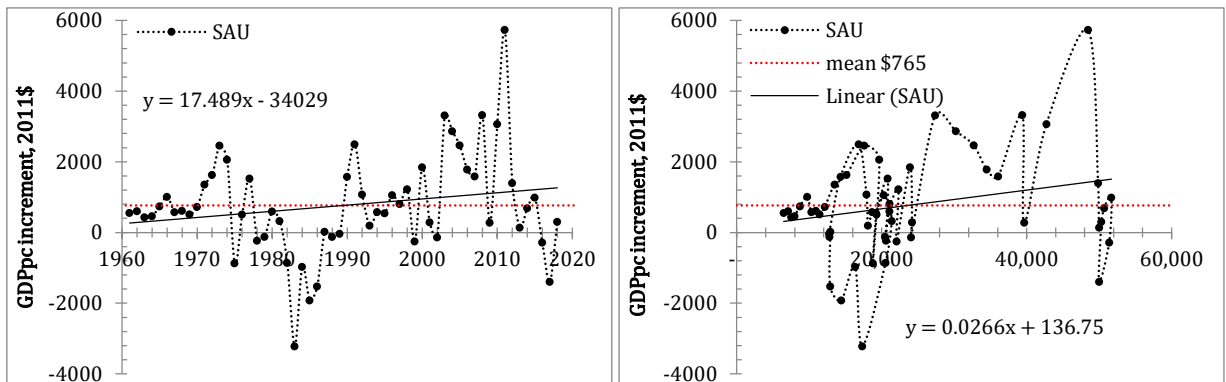 GDPpc increment, 2011$
6000
4000
2000
0
-2000
-4000
1960
1970
1980
1990
2000
2010
2020
SAU
y = 17.489x - 34029
GDPpc increment, 2011$
6000
4000
2000
0
-2000
-4000
-
20,000
40,000
60,000
SAU
mean $765
Linear (SAU)
y = 0.0266x + 136.75